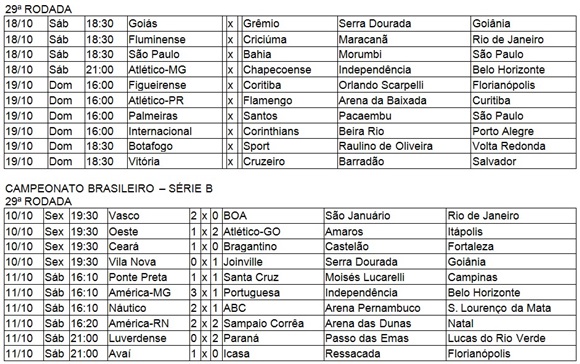 29ª RODADA
18/10 Sáb 18:30 Goiás x Grêmio Serra Dourada Goiânia
18/10 Sáb 18:30 Fluminense x Criciúma Maracanã Rio de Janeiro
18/10 Sáb 18:30 São Paulo x Bahia Morumbi São Paulo
18/10 Sáb 21:00 Atlético-MG x Chapecoense Independência Belo Horizonte
19/10 Dom 16:00 Figueirense x Coritiba Orlando Scarpelli Florianópolis
19/10 Dom 16:00 Atlético-PR x Flamengo Arena da Baixada Curitiba
19/10 Dom 16:00 Palmeiras x Santos Pacaembu São Paulo
19/10 Dom 16:00 Internacional x Corinthians Beira Rio Porto Alegre
19/10 Dom 18:30 Botafogo x Sport Raulino de Oliveira Volta Redonda
19/10 Dom 18:30 Vitória x Cruzeiro Barradão Salvador
CAMPEONATO BRASILEIRO – SÉRIE B
29ª RODADA
10/10 Sex 19:30 Vasco 2 x 0 BOA São Januário Rio de Janeiro
10/10 Sex 19:30 Oeste 1 x 2 Atlético-GO Amaros Itápolis
10/10 Sex 19:30 Ceará 1 x 0 Bragantino Castelão Fortaleza
10/10 Sex 19:30 Vila Nova 0 x 1 Joinville Serra Dourada Goiânia
11/10 Sáb 16:10 Ponte Preta 1 x 1 Santa Cruz Moisés Lucarelli Campinas
11/10 Sáb 16:10 América-MG 3 x 1 Portuguesa Independência Belo Horizonte
11/10 Sáb 16:10 Náutico 2 x 1 ABC Arena Pernambuco S. Lourenço da Mata
11/10 Sáb 16:20 América-RN 2 x 2 Sampaio Corrêa Arena das Dunas Natal
11/10 Sáb 21:00 Luverdense 0 x 2 Paraná Passo das Emas Lucas do Rio Verde
11/10 Sáb 21:00 Avaí 1 x 0 Icasa Ressacada Florianópolis